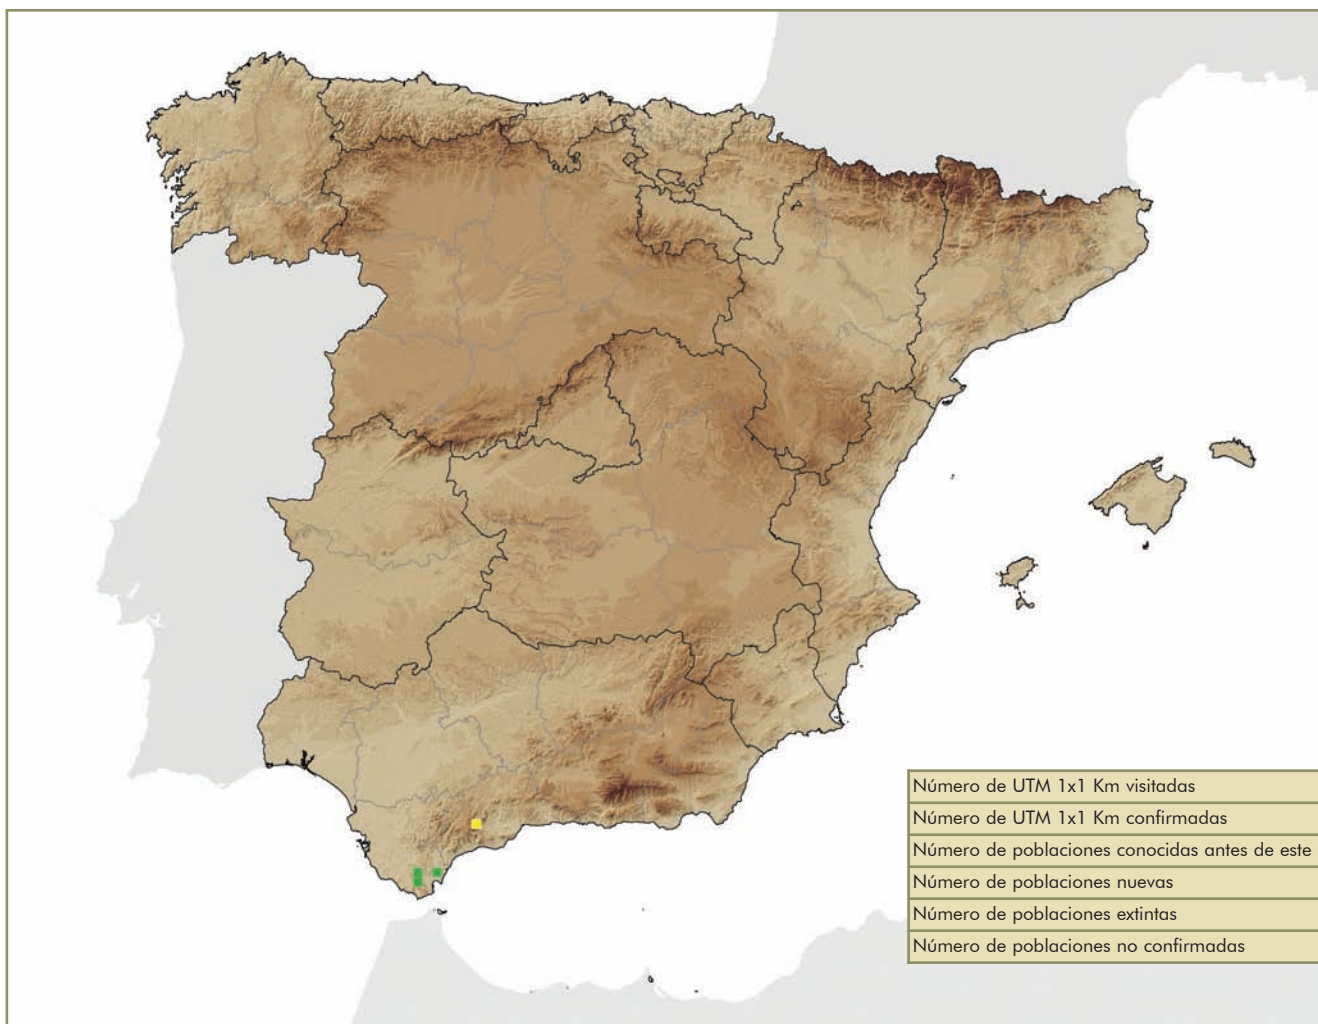 Número de UTM 1x1 Km visitadas
Número de UTM 1x1 Km confirmadas
Número de poblaciones conocidas antes de este
Número de poblaciones nuevas
Número de poblaciones extintas
Número de poblaciones no confirmadas